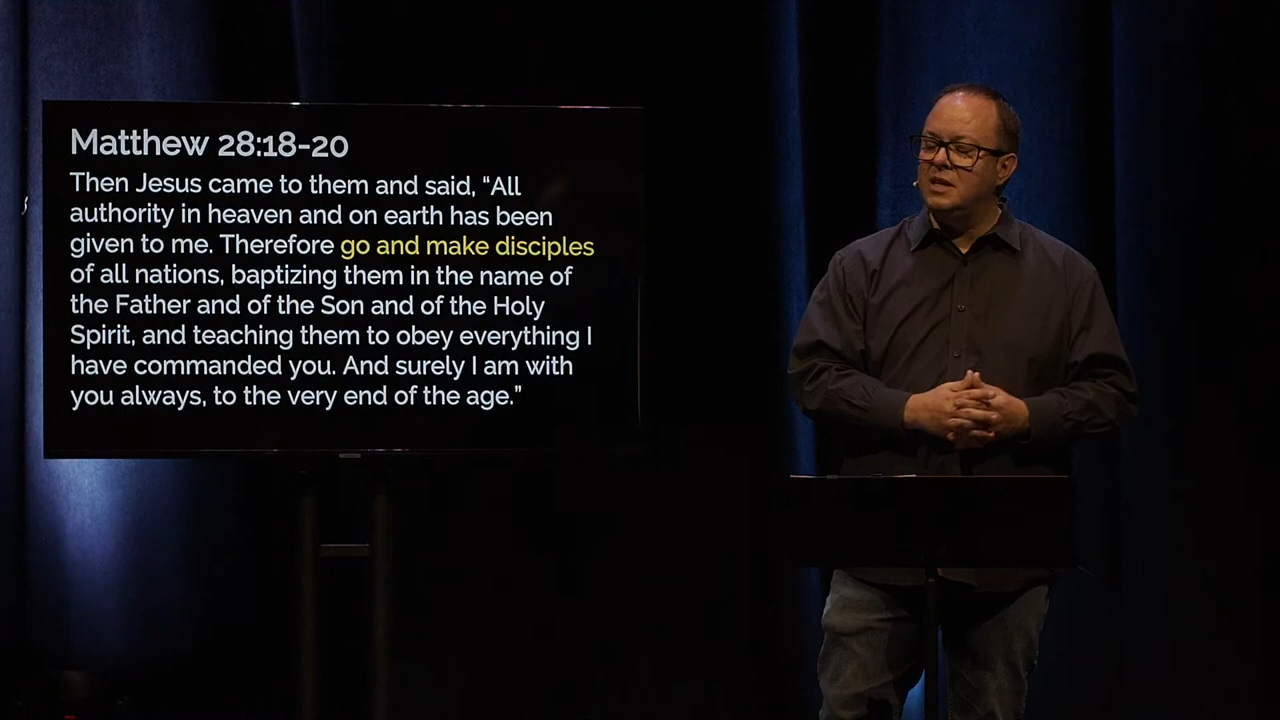 Matthew 28:18-20
Then Jesus came to them and said, “All
authority in heaven and on earth has been
given to me. Therefore go and make disciples
of all nations, baptizing them in the name of
the Father and of the Son and of the Holy
Spirit, and teaching them to obey everything I
have commanded you. And surely I am with
you always, to the very end of the age.”